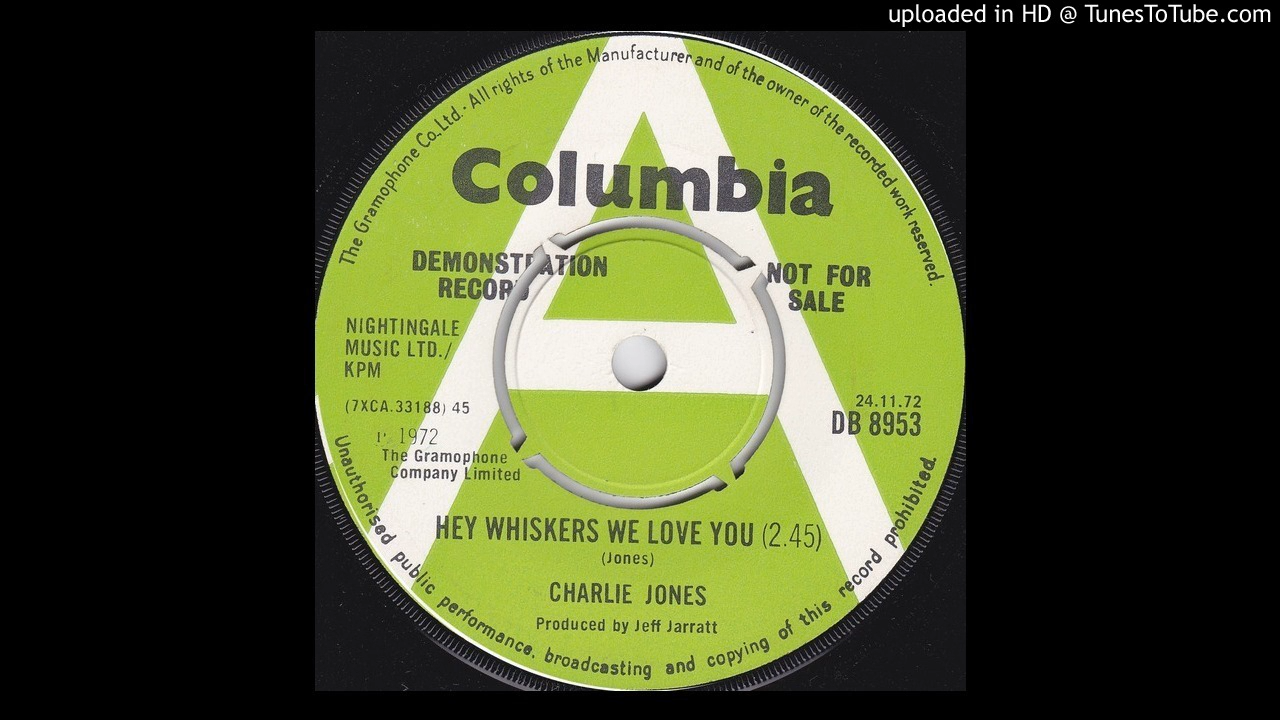 uploaded in HD @ TunesToTube.com
The Gramophone Co. Ltd. - All rights of the Manufacturer and of the owner of the recorded work reserved.
Columbia
DEMONSTRATION
RECORD
NOT FOR
SALE
NIGHTINGALE
MUSIC LTD./
KPM
(7XCA.33188) 45
24.11.72
DB 8953
P. 1972
The Gramophone
Company Limited
HEY WHISKERS WE LOVE YOU (2.45)
(Jones)
CHARLIE JONES
Produced by Jeff Jarratt
Unauthorised public performance, broadcasting and copying of this record prohibited.